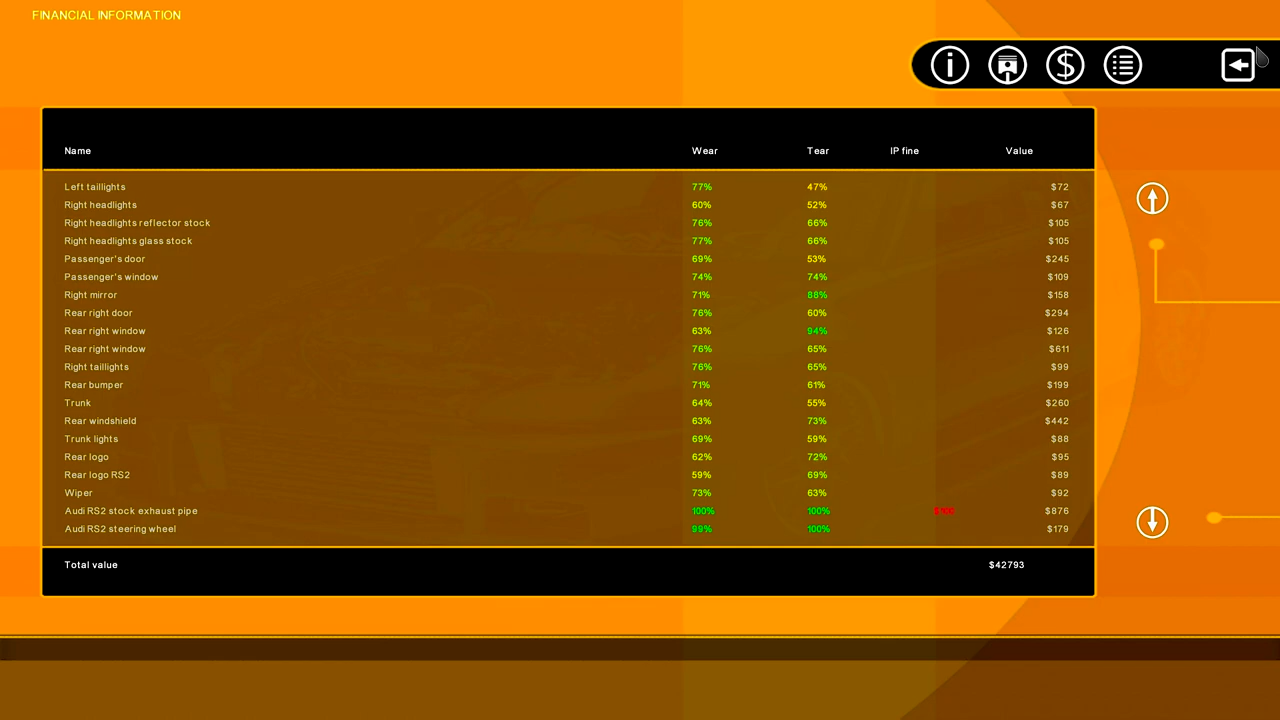 FINANCIAL INFORMATION
Name Wear Tear IP fine Value
Left taillights 77% 47% $72
Right headlights 60% 52% $67
Right headlights reflector stock 76% 66% $105
Right headlights glass stock 77% 66% $105
Passenger's door 69% 53% $245
Passenger's window 74% 74% $109
Right mirror 71% 88% $158
Rear right door 76% 60% $294
Rear right window 63% 94% $126
Rear right window 76% 65% $611
Right taillights 76% 65% $99
Rear bumper 71% 61% $199
Trunk 64% 55% $260
Rear windshield 63% 73% $442
Trunk lights 69% 59% $88
Rear logo 62% 72% $95
Rear logo RS2 59% 69% $89
Wiper 73% 63% $92
Audi RS2 stock exhaust pipe 100% 100% $876
Audi RS2 steering wheel 99% 100% $179
Total value $42793